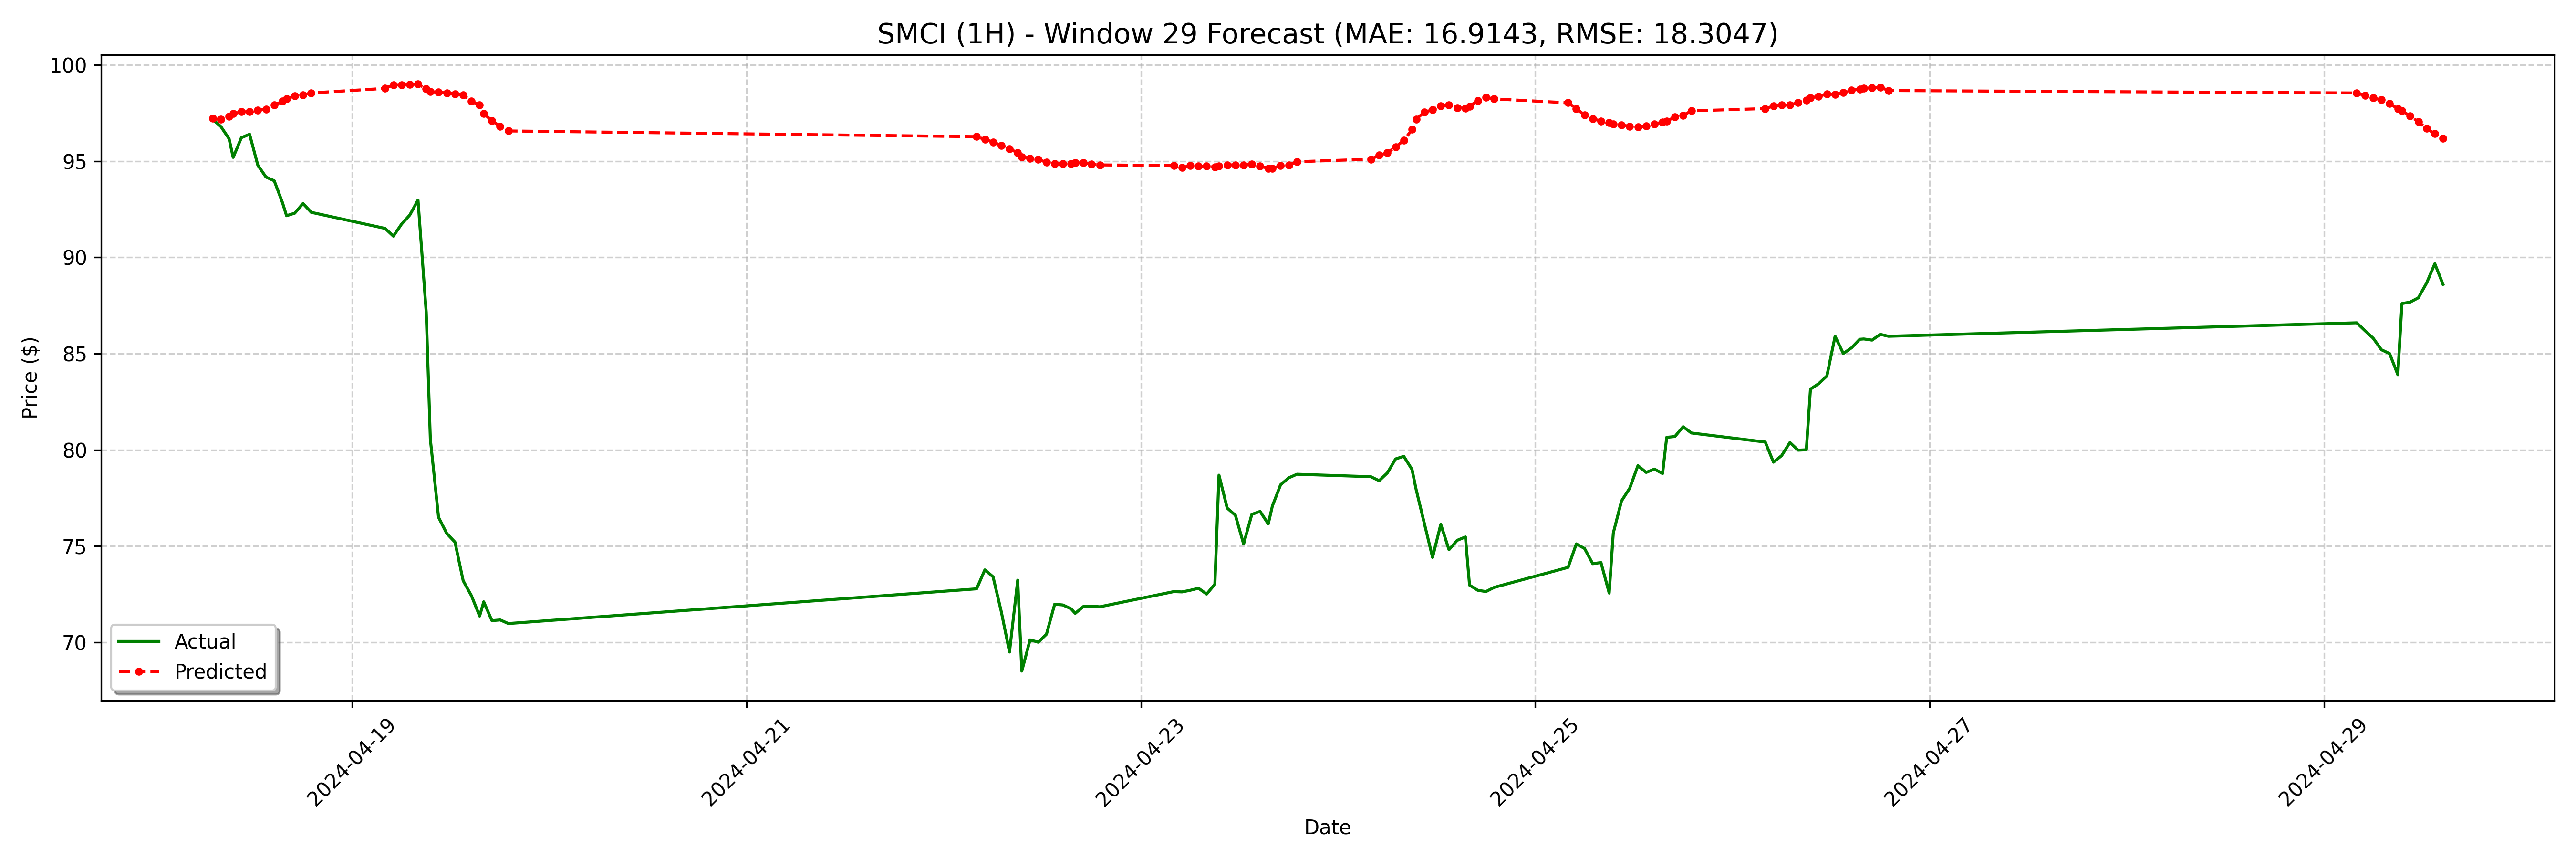 SMCI (1H) - Window 29 Forecast (MAE: 16.9143, RMSE: 18.3047)
Price ($)
100
95
90
85
80
75
70
Actual
Predicted
2024-04-19
2024-04-21
2024-04-23
2024-04-25
2024-04-27
2024-04-29
Date